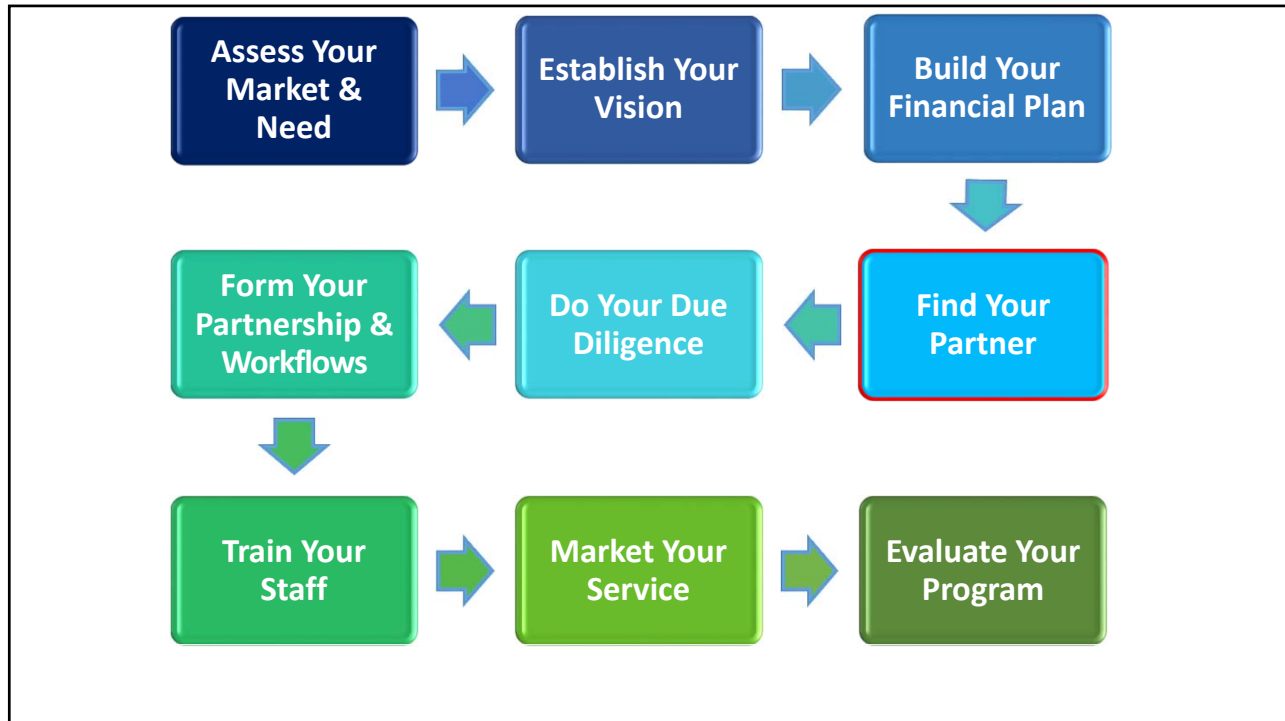 Assess Your
Market &
Need
Establish Your
Vision
Build Your
Financial Plan
Find Your
Partner
Do Your Due
Diligence
Form Your
Partnership &
Workflows
Train Your
Staff
Market Your
Service
Evaluate Your
Program